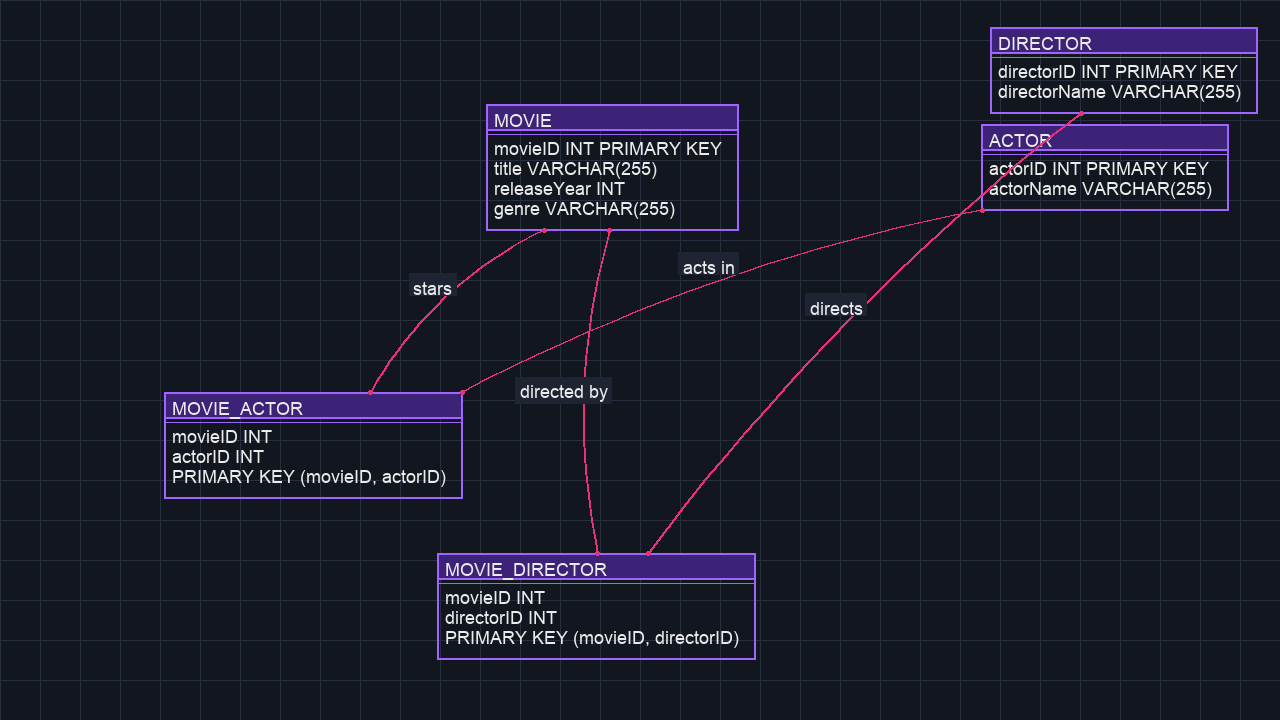 DIRECTOR
directorID INT PRIMARY KEY
directorName VARCHAR(255)
MOVIE
movieID INT PRIMARY KEY
title VARCHAR(255)
releaseYear INT
genre VARCHAR(255)
ACTOR
actorID INT PRIMARY KEY
actorName VARCHAR(255)
acts in
stars
directs
directed by
MOVIE_ACTOR
movieID INT
actorID INT
PRIMARY KEY (movieID, actorID)
MOVIE_DIRECTOR
movieID INT
directorID INT
PRIMARY KEY (movieID, directorID)